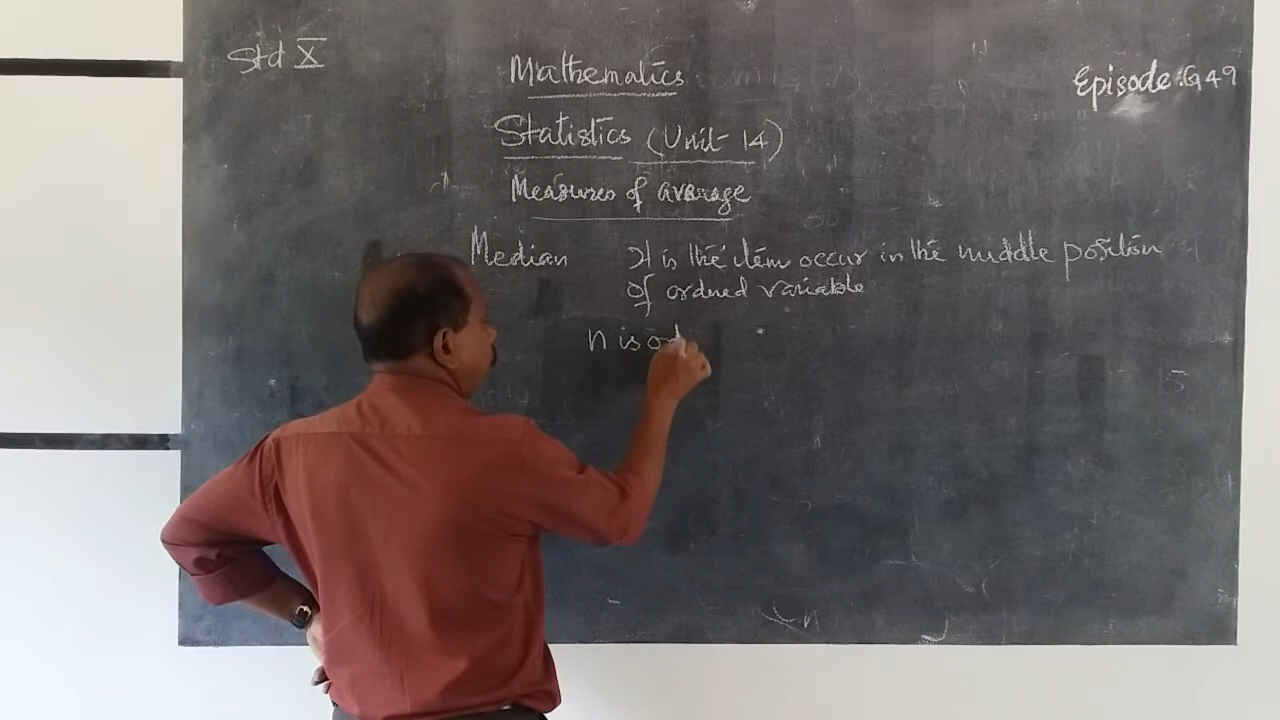 Std X
Mathematics
Episode:G49
Statistics (Unit 14)
Measures of average
Median It is the item occur in the middle position
of ordered variable
n is od